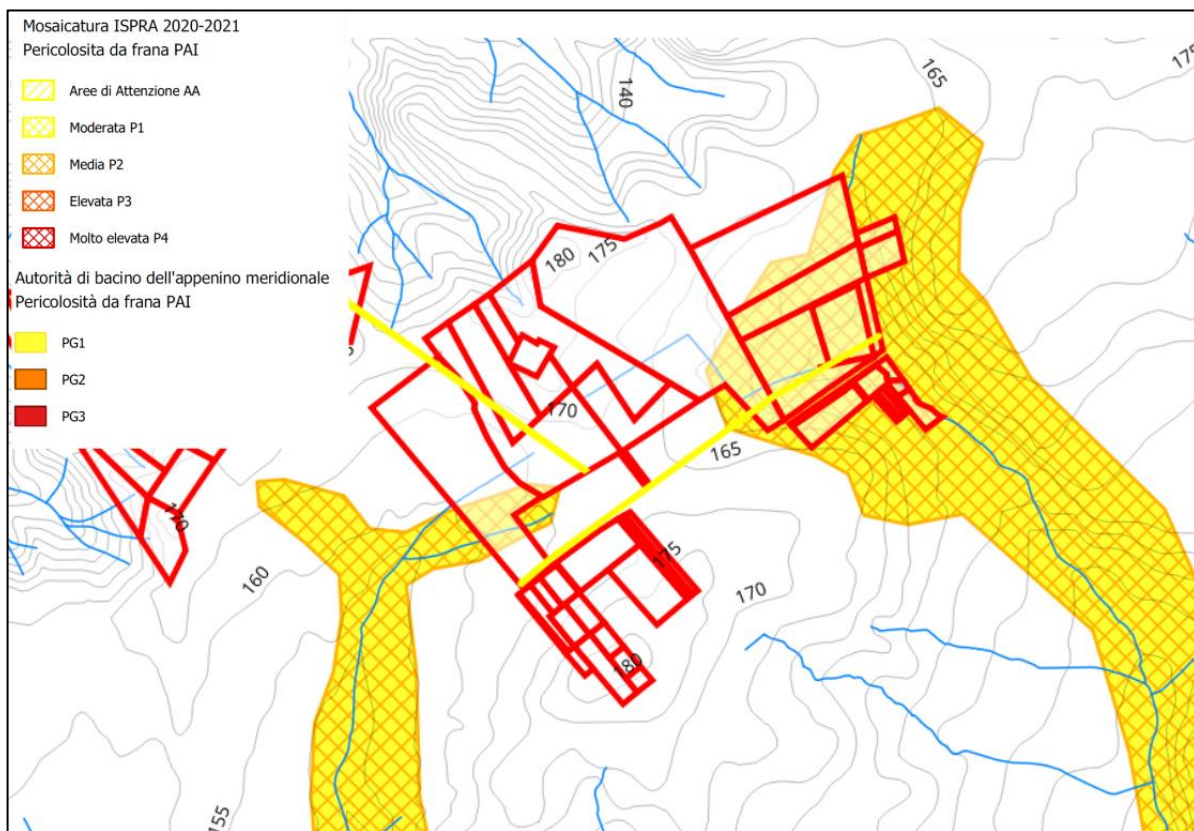 Mosaicatura ISPRA 2020-2021
Pericolosita da frana PAI
Aree di Attenzione AA
Moderata P1
Media P2
Elevata P3
Molto elevata P4
Autorità di bacino dell'appenino meridionale
Pericolosità da frana PAI
PG1
PG2
PG3
140
165
175
180
175
170
165
170
160
175
170
180
155